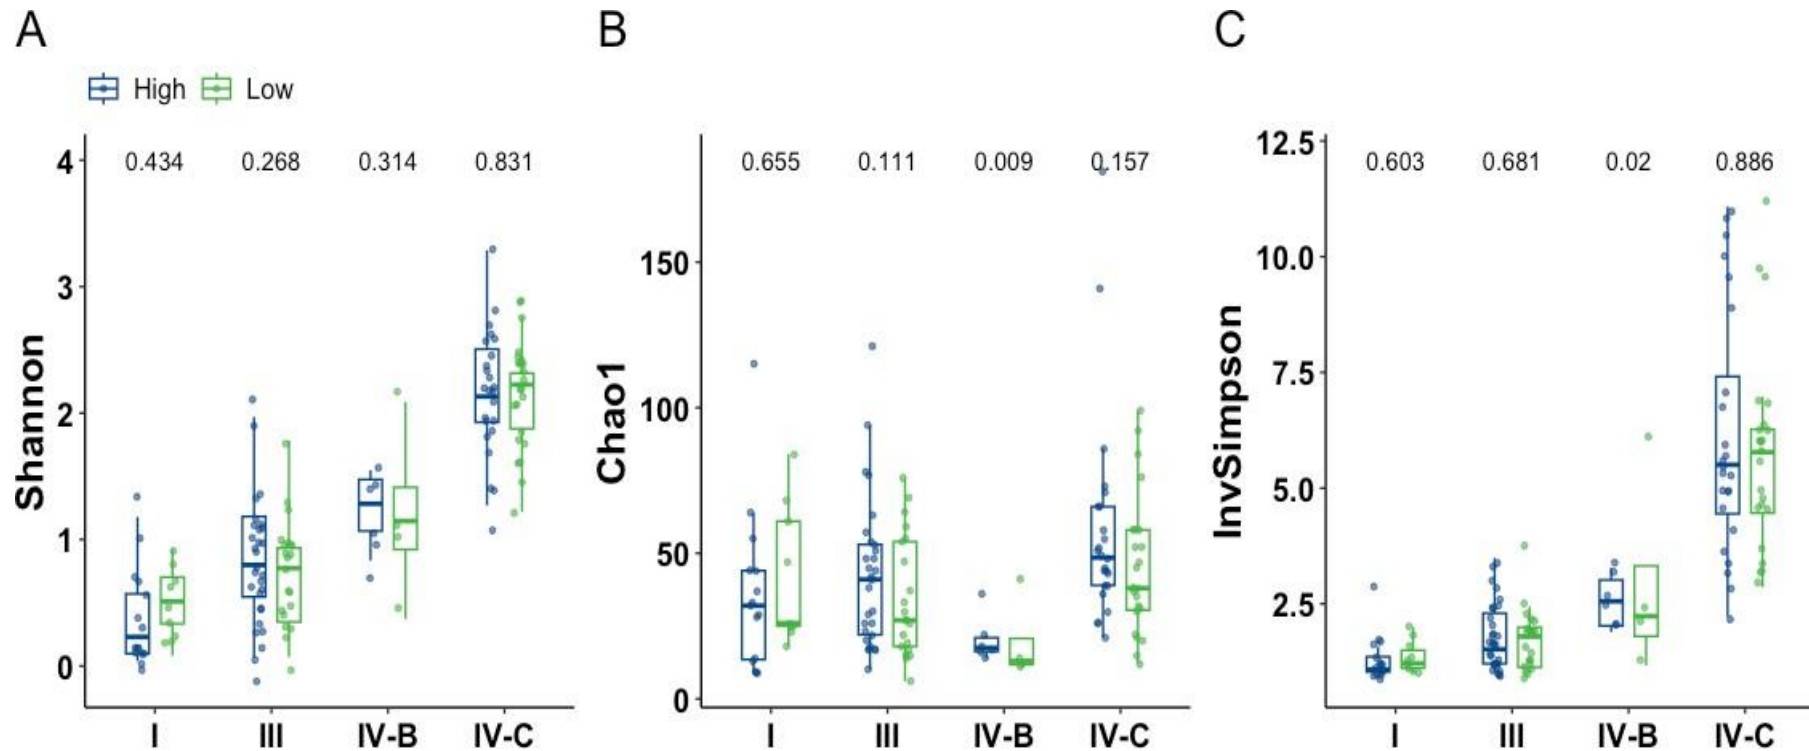 A
B
C
High Low
Shannon
4
3
2
1
0
0.434 0.268 0.314 0.831
I III IV-B IV-C
Chao1
150
100
50
0
0.655 0.111 0.009 0.157
I III IV-B IV-C
InvSimpson
12.5
10.0
7.5
5.0
2.5
0.603 0.681 0.02 0.886
I III IV-B IV-C